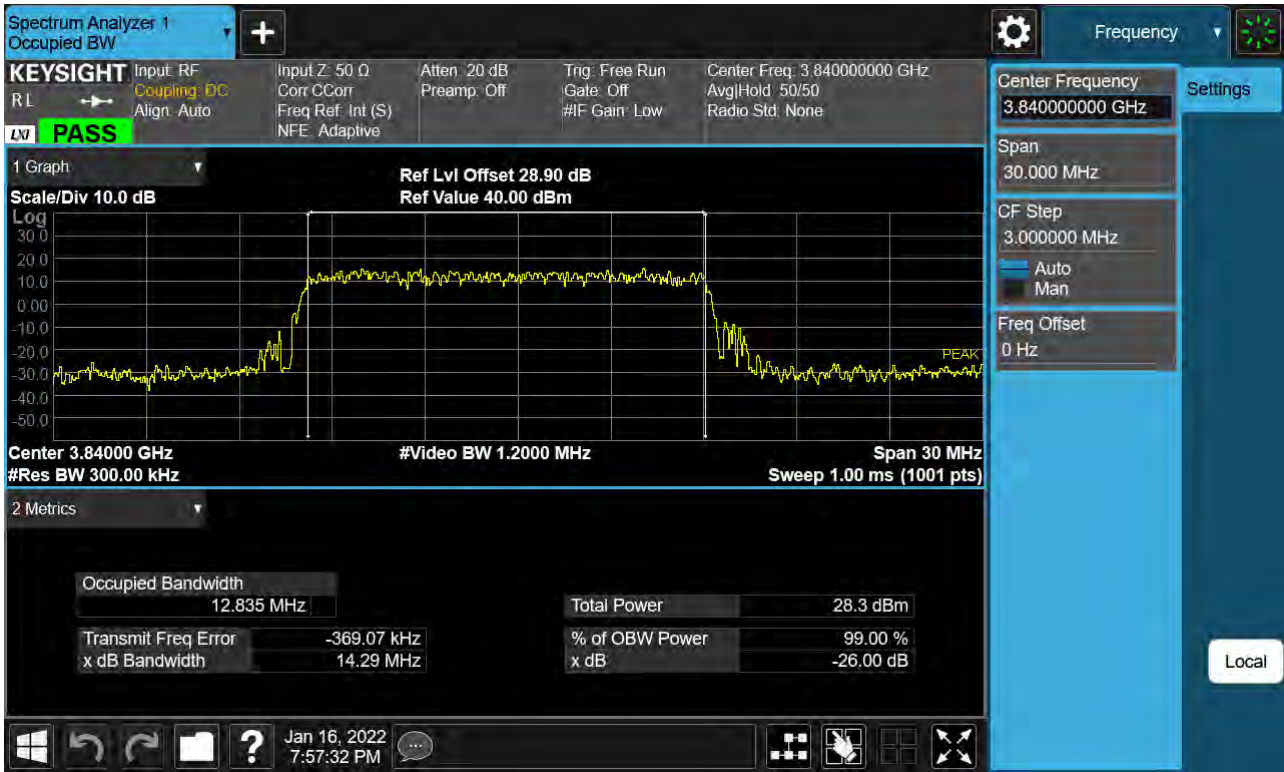 Spectrum Analyzer 1
Occupied BW
+
Frequency
KEYSIGHT
RL
LXI PASS
Input: RF
Coupling: DC
Align: Auto
Input Z: 50 Ω
Corr CCorr
Freq Ref: Int (S)
NFE: Adaptive
Atten: 20 dB
Preamp: Off
Trig: Free Run
Gate: Off
#IF Gain: Low
Center Freq: 3.840000000 GHz
Avg|Hold: 50/50
Radio Std: None
1 Graph
Scale/Div 10.0 dB
Ref Lvl Offset 28.90 dB
Ref Value 40.00 dBm
Log
30.0
20.0
10.0
0.00
-10.0
-20.0
-30.0
-40.0
-50.0
PEAK
Center 3.84000 GHz
#Video BW 1.2000 MHz
Span 30 MHz
#Res BW 300.00 kHz
Sweep 1.00 ms (1001 pts)
2 Metrics
Occupied Bandwidth
12.835 MHz
Total Power 28.3 dBm
Transmit Freq Error -369.07 kHz
% of OBW Power 99.00 %
x dB Bandwidth 14.29 MHz
x dB -26.00 dB
Center Frequency
3.840000000 GHz
Settings
Span
30.000 MHz
CF Step
3.000000 MHz
Auto
Man
Freq Offset
0 Hz
Local
?
Jan 16, 2022
7:57:32 PM